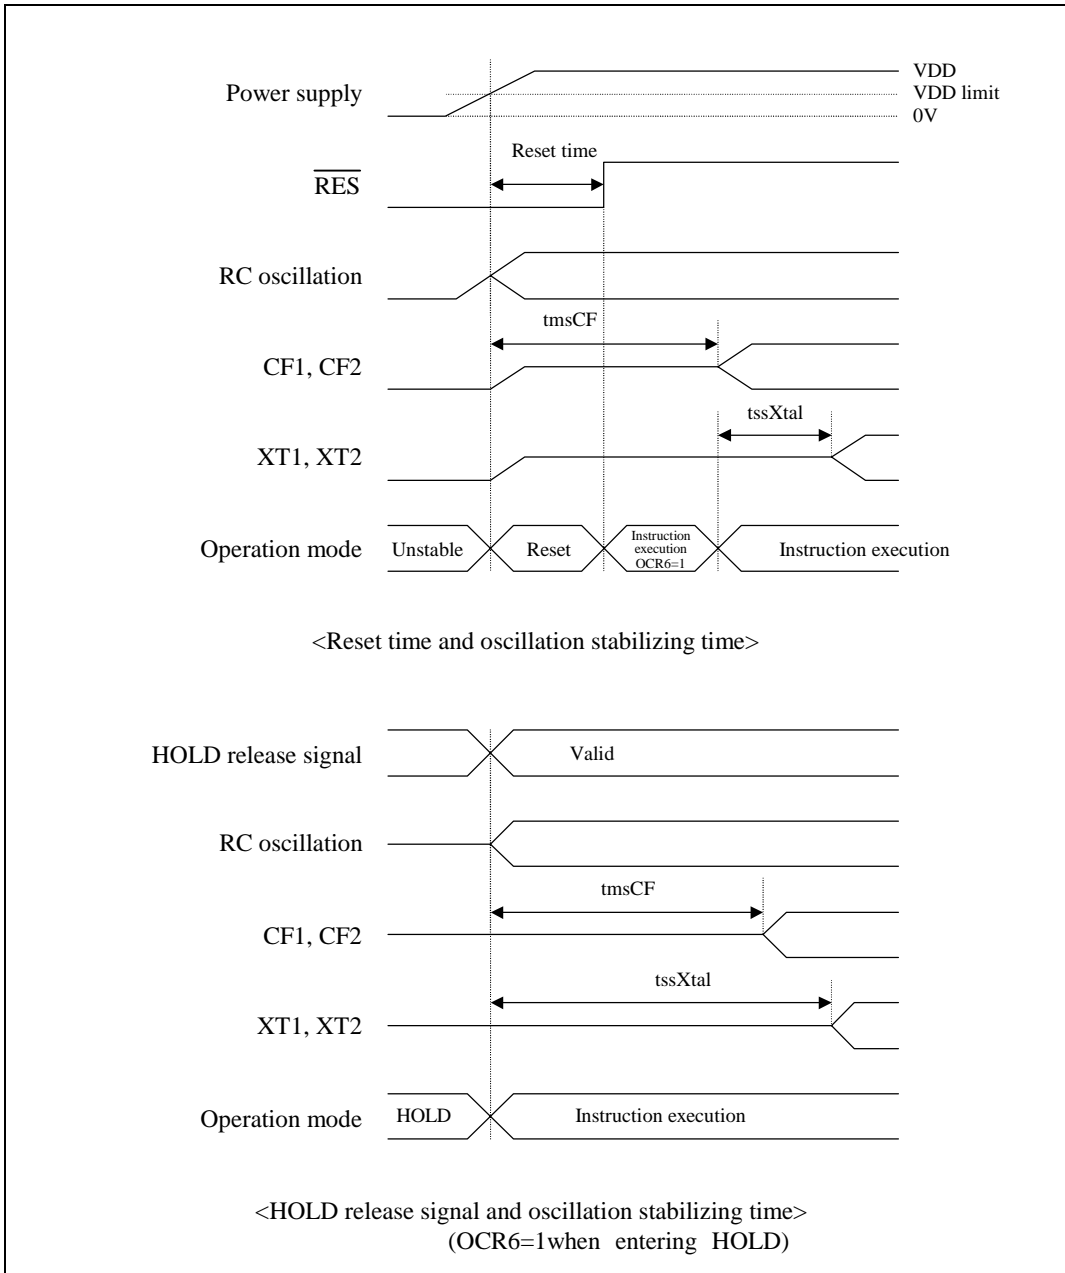 VDD
Power supply
VDD limit
0V
Reset time
RES
RC oscillation
tmsCF
CF1, CF2
tssXtal
XT1, XT2
Operation mode
Unstable
Reset
Instruction
execution
OCR6=1
Instruction execution
<Reset time and oscillation stabilizing time>
HOLD release signal
Valid
RC oscillation
tmsCF
CF1, CF2
tssXtal
XT1, XT2
Operation mode
HOLD
Instruction execution
<HOLD release signal and oscillation stabilizing time>
(OCR6=1when entering HOLD)